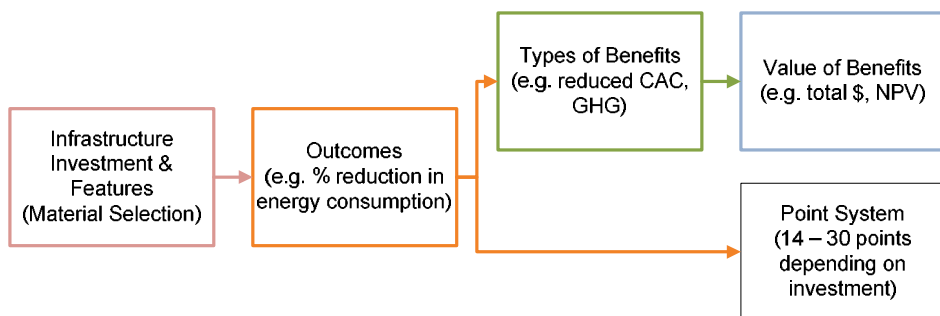 Infrastructure
Investment &
Features
(Material Selection)
Outcomes
(e.g. % reduction in
energy consumption)
Types of Benefits
(e.g. reduced CAC,
GHG)
Value of Benefits
(e.g. total $, NPV)
Point System
(14 – 30 points
depending on
investment)